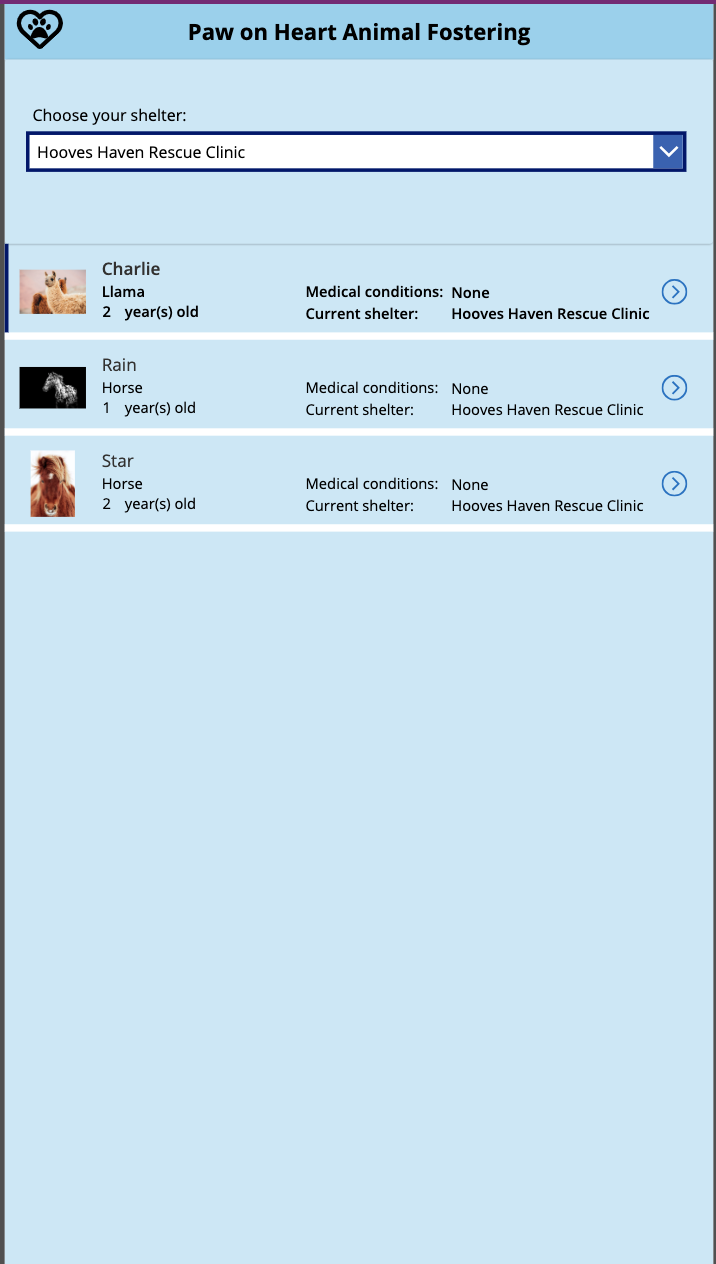 Paw on Heart Animal Fostering
Choose your shelter:
Hooves Haven Rescue Clinic
Charlie
Llama
Medical conditions: None
2 year(s) old
Current shelter: Hooves Haven Rescue Clinic
Rain
Horse
Medical conditions: None
1 year(s) old
Current shelter: Hooves Haven Rescue Clinic
Star
Horse
Medical conditions: None
2 year(s) old
Current shelter: Hooves Haven Rescue Clinic